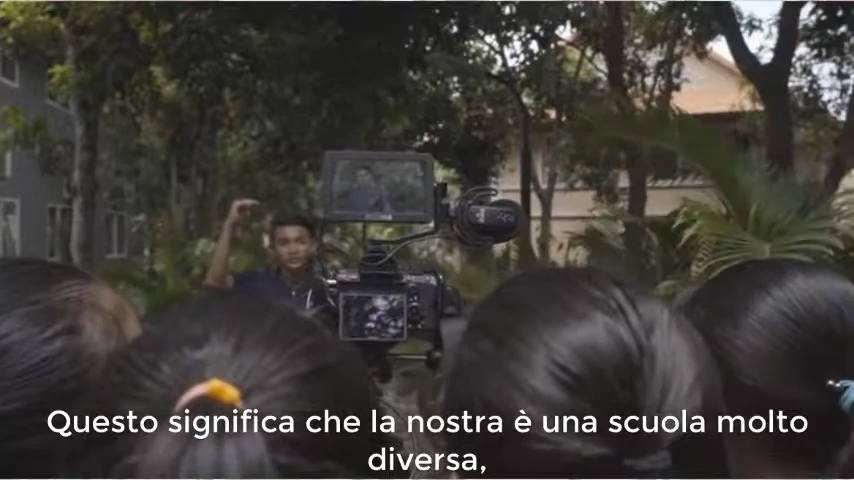 Questo significa che la nostra è una scuola molto
diversa,